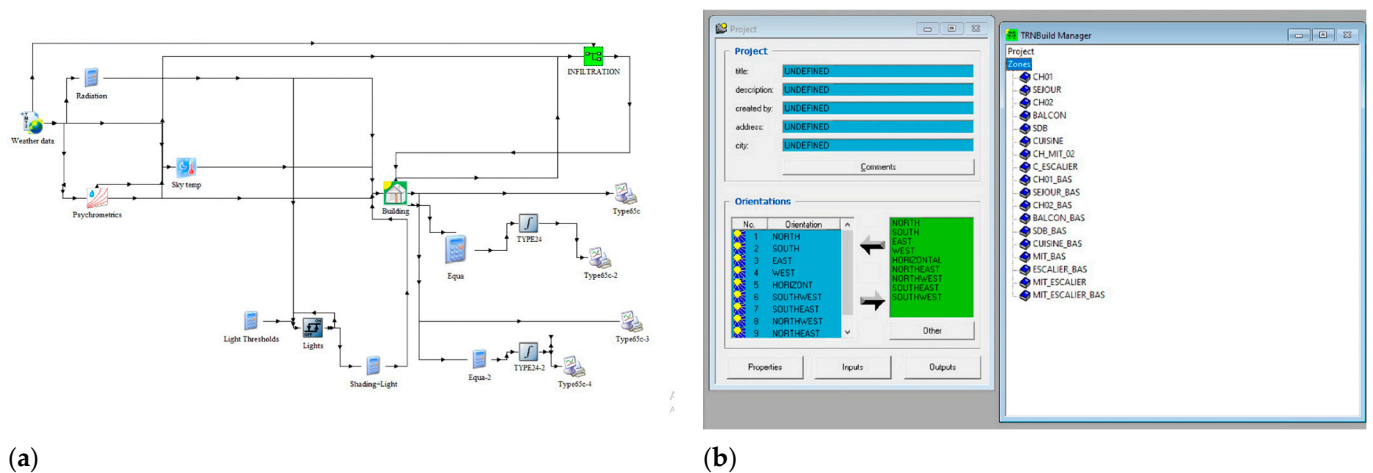 INFILTRATION
Radiation
Weather data
Sky temp
Psychrometrics
Building
Type65c
TYPE24
Equa
Type65c-2
Light Thresholds
Lights
Type65c-3
Shading+Light
Equa-2
TYPE24-2
Type65c-4
(a)
Project
Project
title: UNDEFINED
description: UNDEFINED
created by: UNDEFINED
address: UNDEFINED
city: UNDEFINED
Comments
Orientations
No. Orientation
1 NORTH
2 SOUTH
3 EAST
4 WEST
5 HORIZONT
6 SOUTHWEST
7 SOUTHEAST
8 NORTHWEST
9 NORTHEAST
NORTH
SOUTH
EAST
WEST
HORIZONTAL
NORTHEAST
NORTHWEST
SOUTHEAST
SOUTHWEST
Other
Properties
Inputs
Outputs
TRNBuild Manager
Project
Zones
CH01
SEJOUR
CH02
BALCON
SDB
CUISINE
CH_MIT_02
C_ESCALIER
CH01_BAS
SEJOUR_BAS
CH02_BAS
BALCON_BAS
SDB_BAS
CUISINE_BAS
MIT_BAS
ESCALIER_BAS
MIT_ESCALIER
MIT_ESCALIER_BAS
(b)